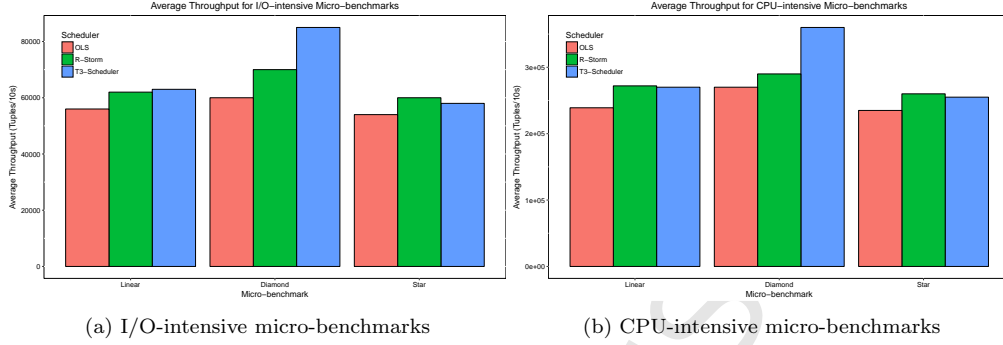 Average Throughput for I/O−intensive Micro−benchmarks
80000
60000
40000
20000
0
Average Throughput (Tuples/10s)
Scheduler
OLS
R−Storm
T3−Scheduler
Linear
Diamond
Star
Micro−benchmark
(a) I/O-intensive micro-benchmarks
Average Throughput for CPU−intensive Micro−benchmarks
3e+05
2e+05
1e+05
0e+00
Average Throughput (Tuples/10s)
Scheduler
OLS
R−Storm
T3−Scheduler
Linear
Diamond
Star
Micro−benchmark
(b) CPU-intensive micro-benchmarks